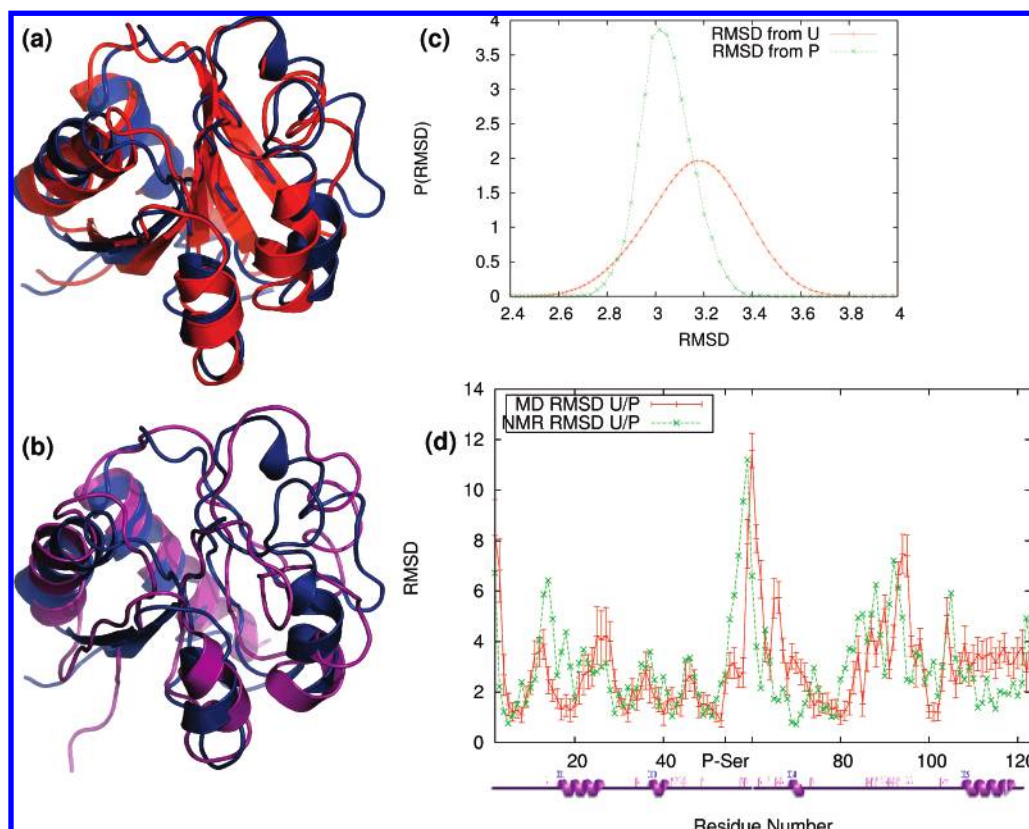 (a)
(b)
(c)
RMSD from U
RMSD from P
P(RMSD)
4
3.5
3
2.5
2
1.5
1
0.5
0
2.4 2.6 2.8 3 3.2 3.4 3.6 3.8 4
RMSD
(d)
MD RMSD U/P
NMR RMSD U/P
RMSD
14
12
10
8
6
4
2
0
20 40 P-Ser 80 100 120
Residue Number